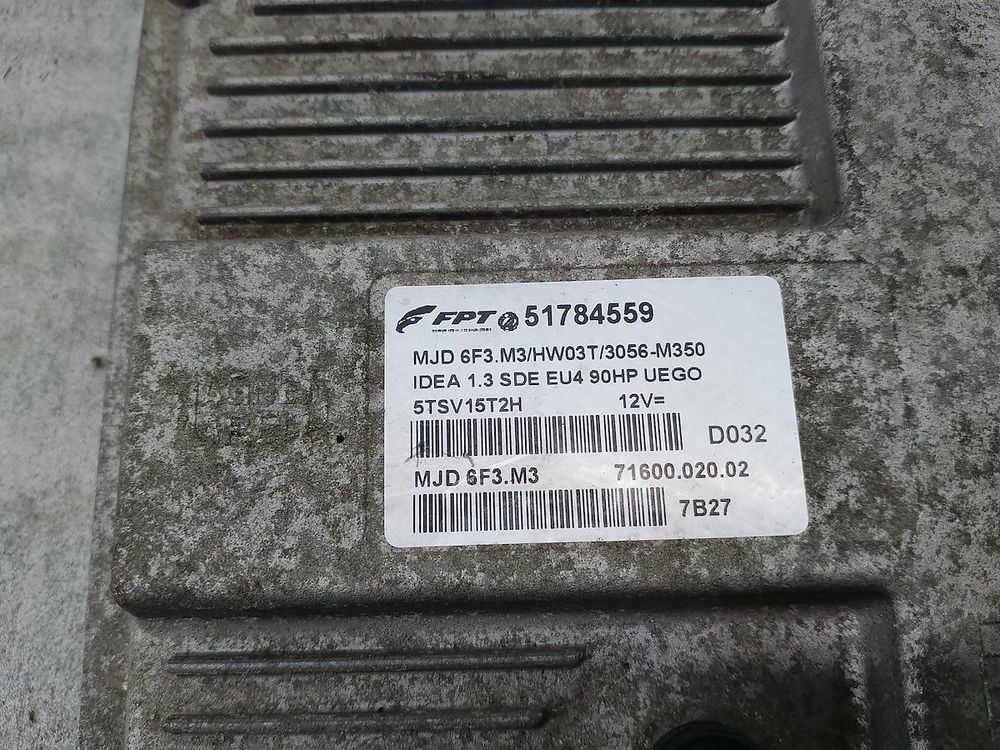 FPT 51784559
MJD 6F3.M3/HW03T/3056-M350
IDEA 1.3 SDE EU4 90HP UEGO
5TSV15T2H 12V=
D032
MJD 6F3.M3 71600.020.02
7B27